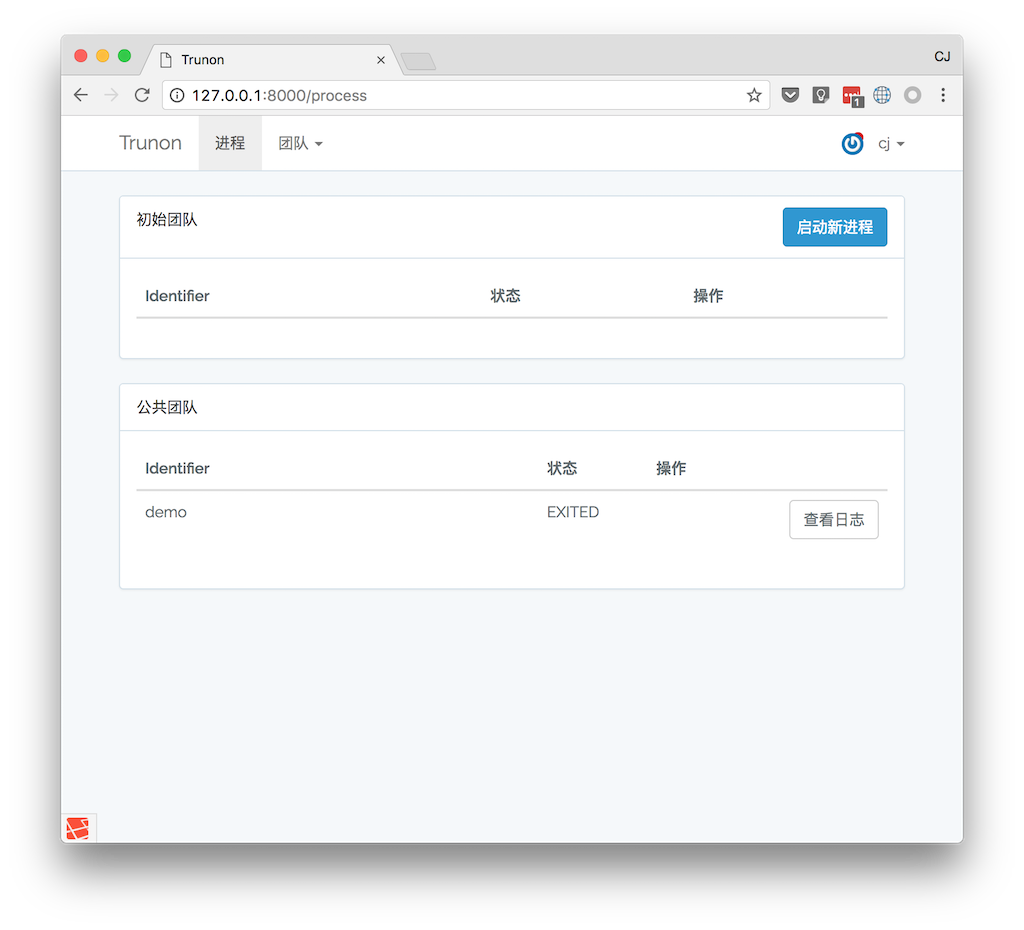 Trunon
CJ
127.0.0.1:8000/process
1
Trunon 进程 团队 cj
初始团队 启动新进程
Identifier 状态 操作
公共团队
Identifier 状态 操作
demo EXITED 查看日志